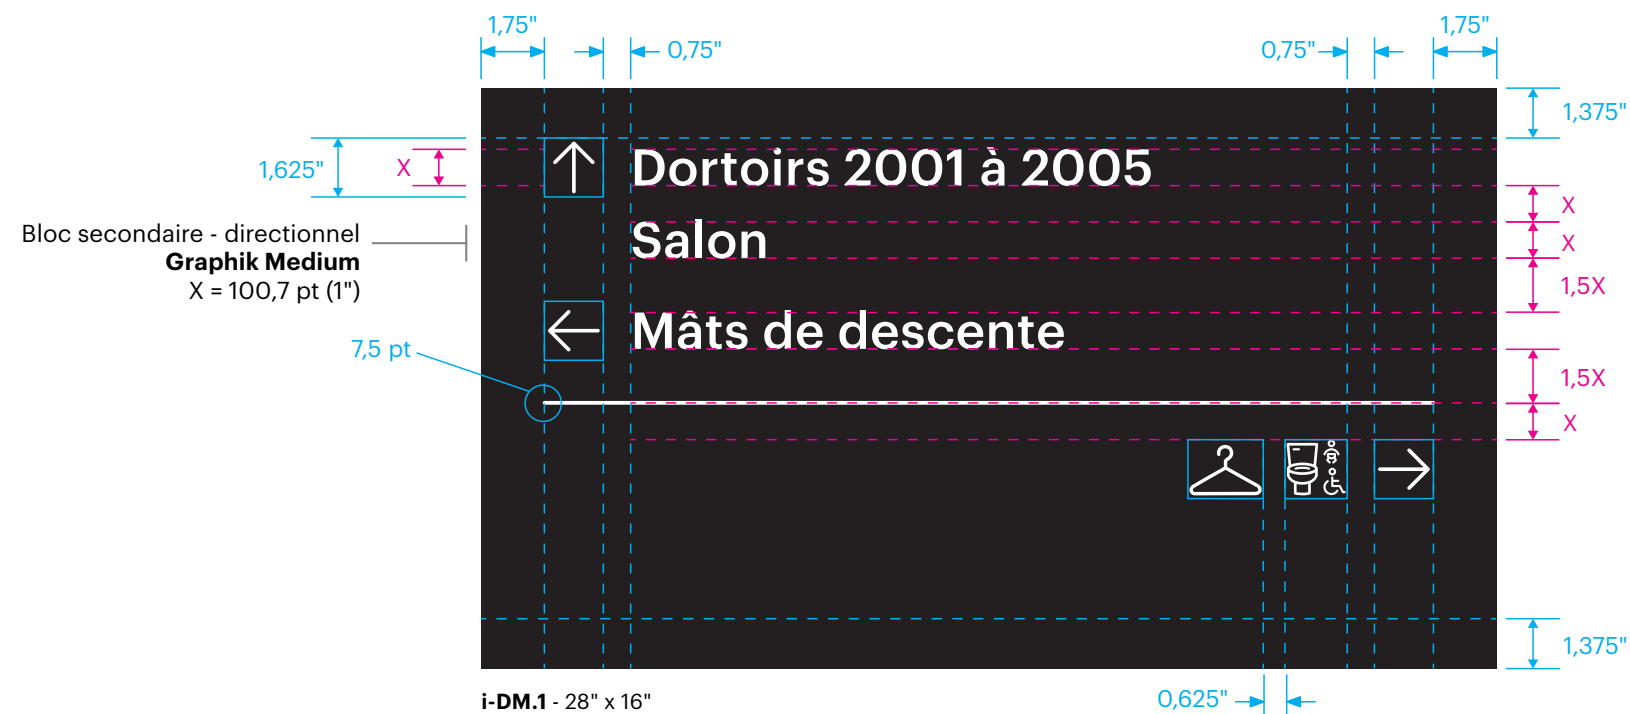 1,75"
1,75"
0,75"
0,75"
1,375"
1,625"
X
Dortoirs 2001 à 2005
X
Bloc secondaire - directionnel
Graphik Medium
X = 100,7 pt (1")
Salon
X
1,5X
Mâts de descente
7,5 pt
1,5X
X
1,375"
i-DM.1 - 28" x 16"
0,625"